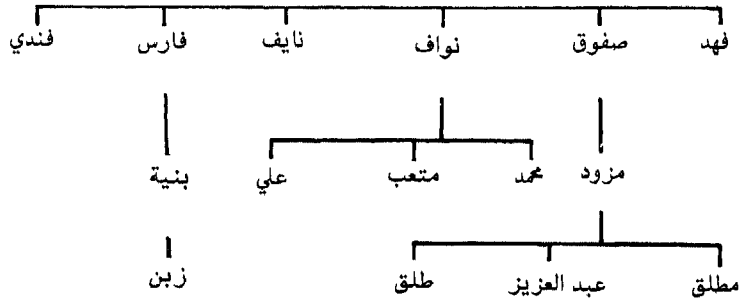 فهد صفوق نواف نايف فارس فندي
مزود محمد متعب علي بنية
مطلق عبد العزيز طلق زبن